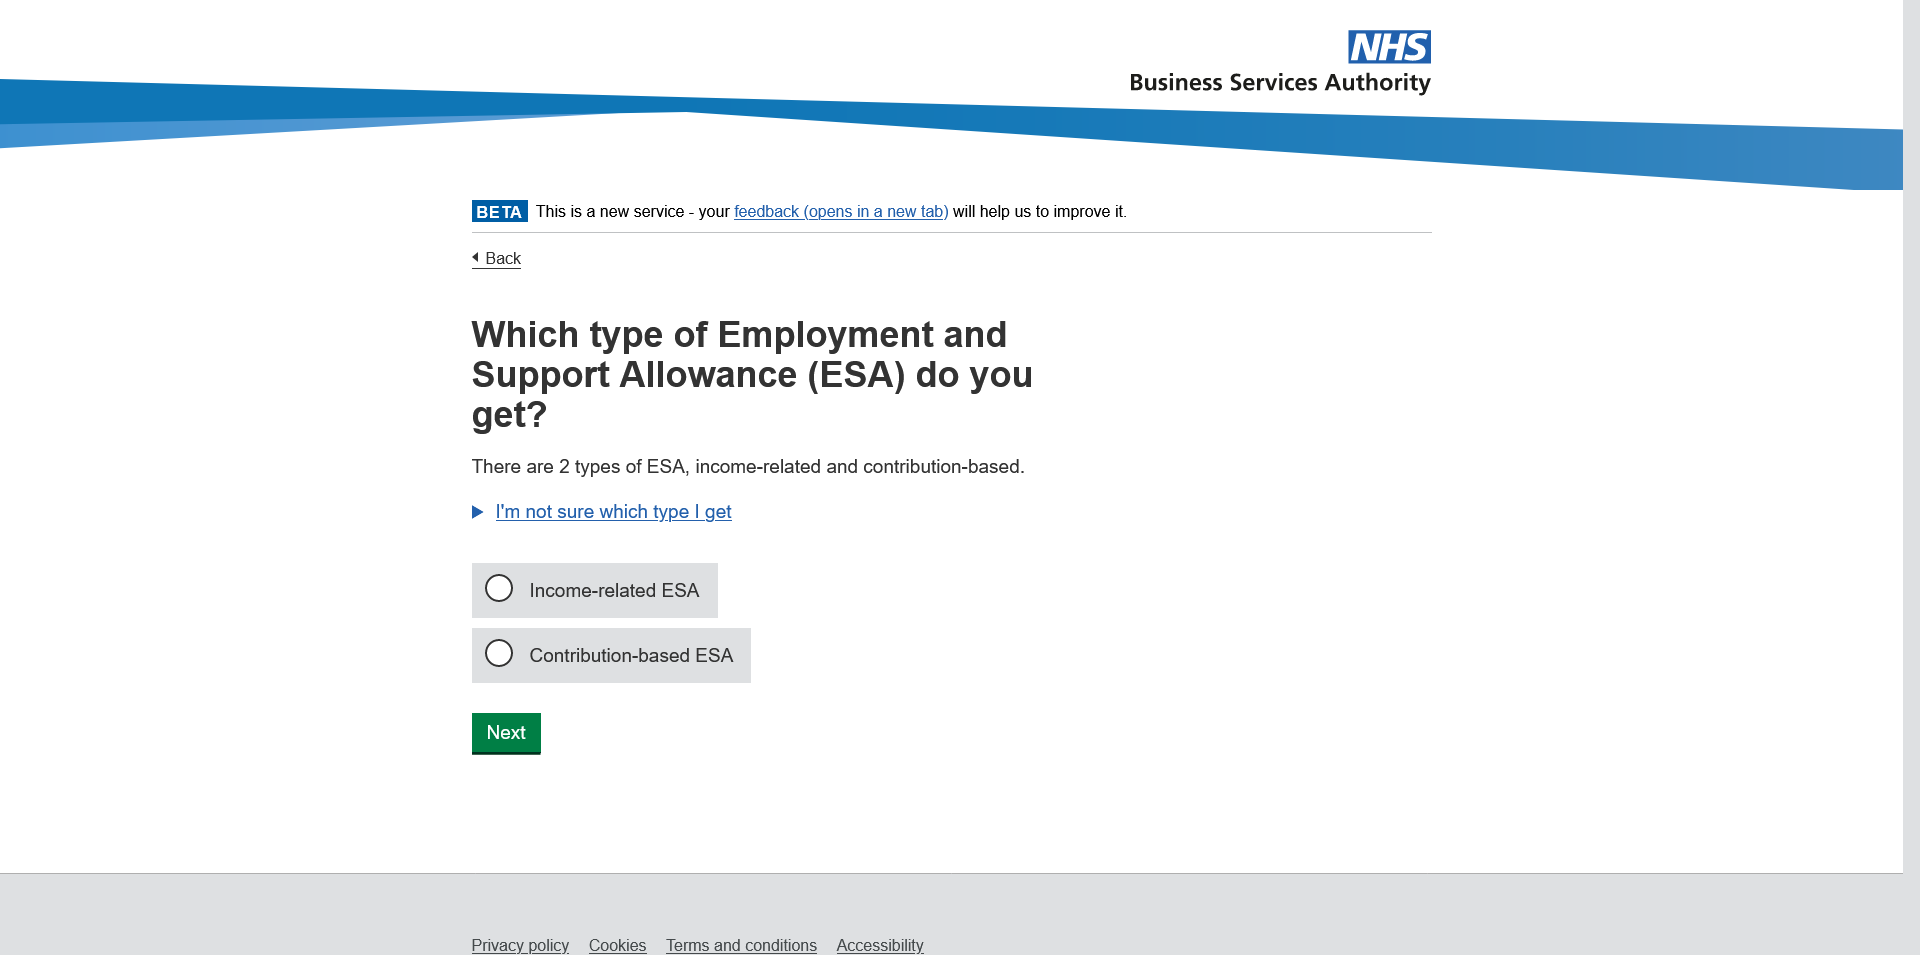 NHS
Business Services Authority
BETA This is a new service - your feedback (opens in a new tab) will help us to improve it.
Back
Which type of Employment and
Support Allowance (ESA) do you
get?
There are 2 types of ESA, income-related and contribution-based.
I'm not sure which type I get
Income-related ESA
Contribution-based ESA
Next
Privacy policy Cookies Terms and conditions Accessibility